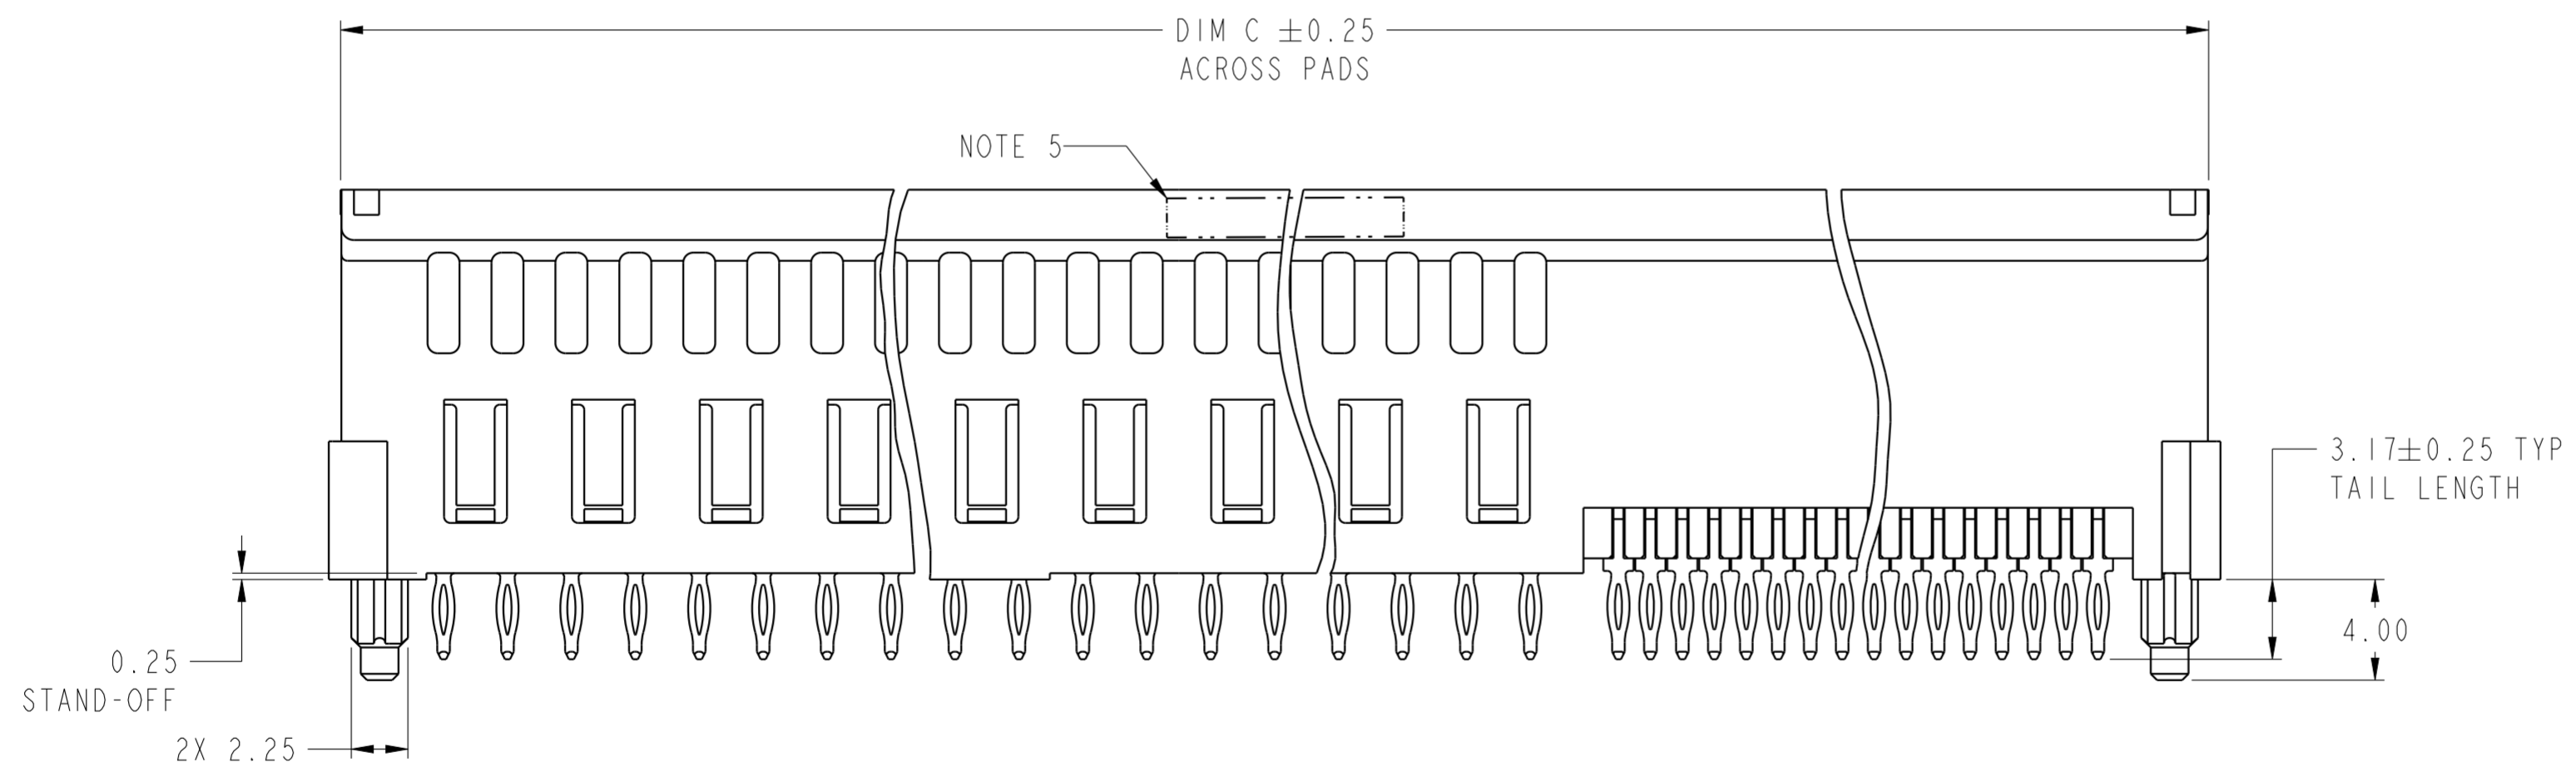 DIM C ±0.25
ACROSS PADS
NOTE 5
3.17±0.25 TYP
TAIL LENGTH
4.00
0.25
STAND-OFF
2X 2.25